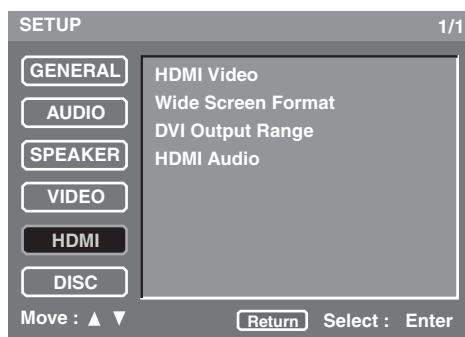 SETUP 1/1
GENERAL
AUDIO
SPEAKER
VIDEO
HDMI
DISC
HDMI Video
Wide Screen Format
DVI Output Range
HDMI Audio
Move : ▲ ▼ Return Select : Enter